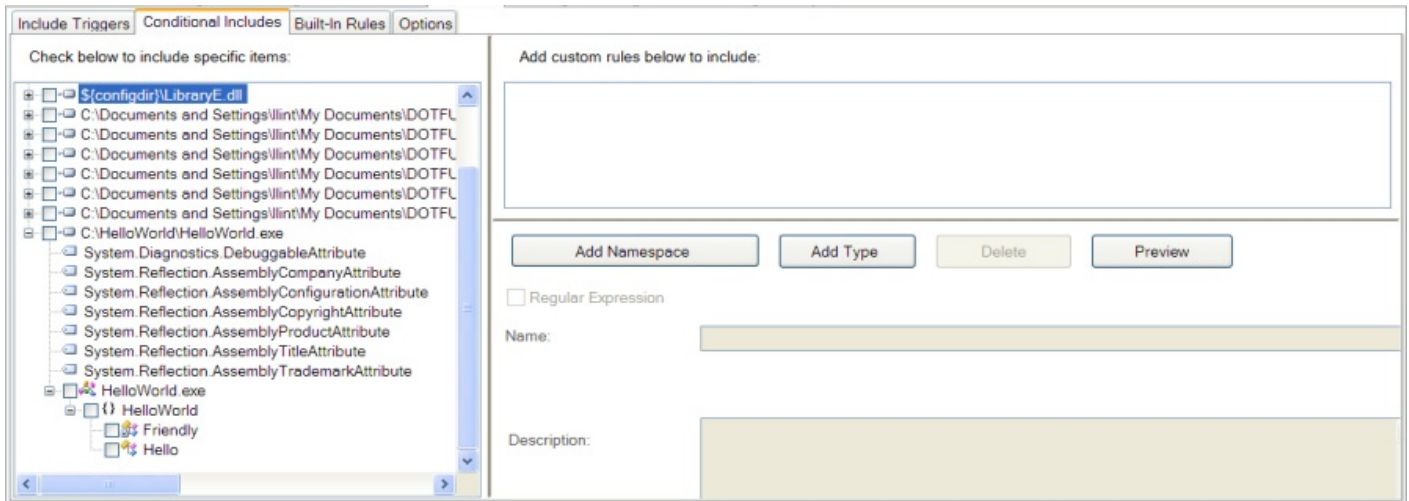 Include Triggers Conditional Includes Built-In Rules Options
Check below to include specific items:
${configdir}\LibraryE.dll
C:\Documents and Settings\llint\My Documents\DOTFU
C:\Documents and Settings\llint\My Documents\DOTFU
C:\Documents and Settings\llint\My Documents\DOTFU
C:\Documents and Settings\llint\My Documents\DOTFU
C:\Documents and Settings\llint\My Documents\DOTFU
C:\Documents and Settings\llint\My Documents\DOTFU
C:\HelloWorld\HelloWorld.exe
System.Diagnostics.DebuggableAttribute
System.Reflection.AssemblyCompanyAttribute
System.Reflection.AssemblyConfigurationAttribute
System.Reflection.AssemblyCopyrightAttribute
System.Reflection.AssemblyProductAttribute
System.Reflection.AssemblyTitleAttribute
System.Reflection.AssemblyTrademarkAttribute
HelloWorld.exe
{} HelloWorld
Friendly
Hello
Add custom rules below to include:
Add Namespace Add Type Delete Preview
Regular Expression
Name:
Description: